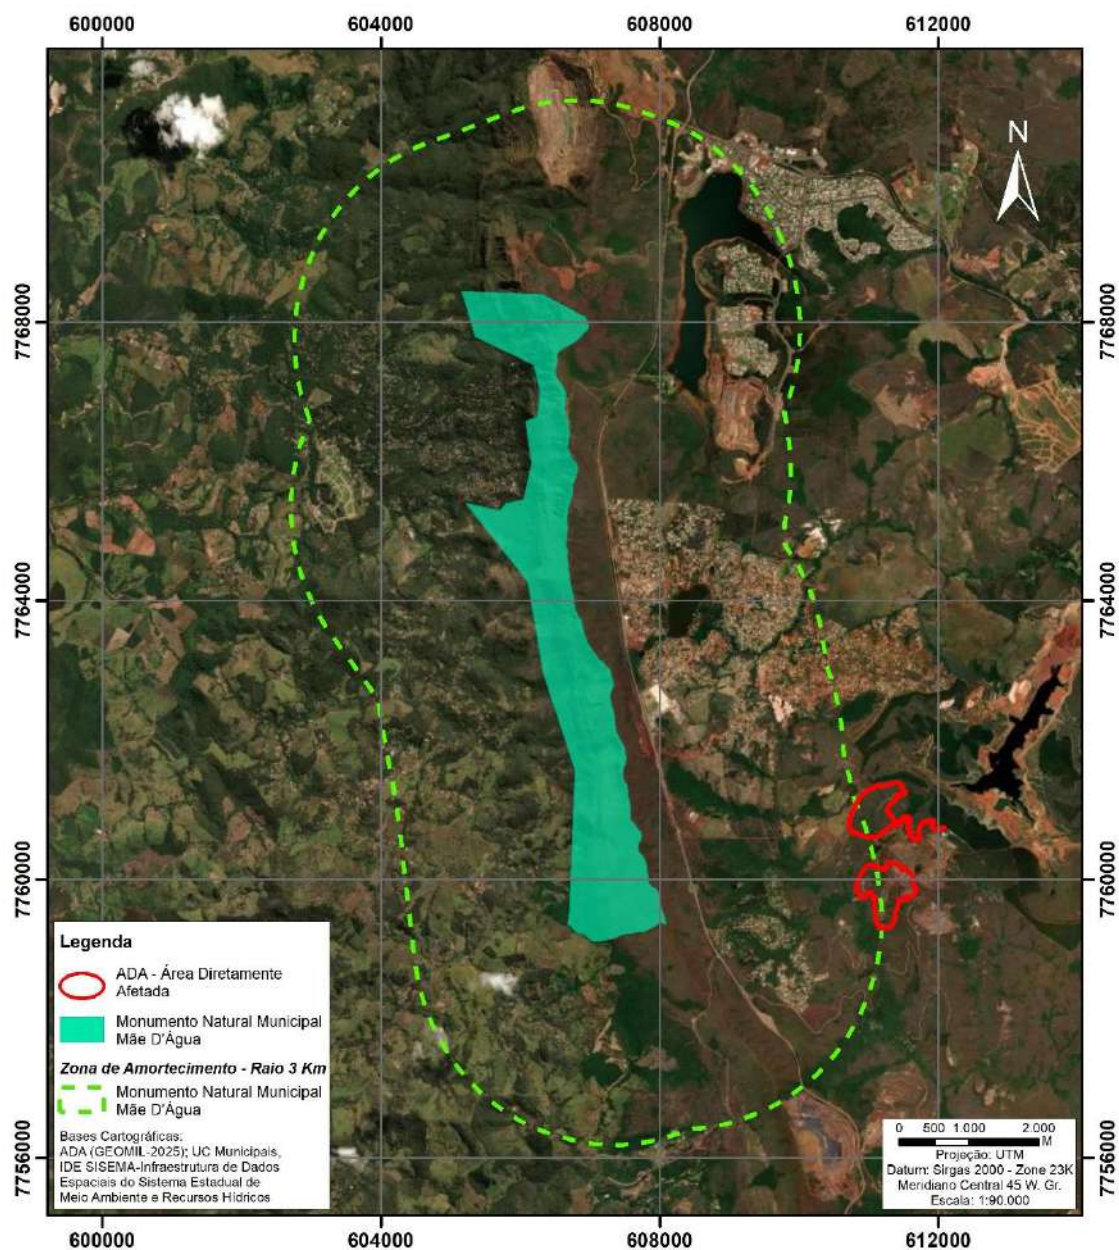 600000 604000 608000 612000
N
7768000 7768000
7764000 7764000
7760000 7760000
7756000 7756000
Legenda
ADA - Área Diretamente
Afetada
Monumento Natural Municipal
Mãe D'Água
Zona de Amortecimento - Raio 3 Km
Monumento Natural Municipal
Mãe D'Água
Bases Cartográficas:
ADA (GEOMIL-2025); UC Municipais,
IDE SISEMA-Infraestrutura de Dados
Espaciais do Sistema Estadual de
Meio Ambiente e Recursos Hídricos
0 500 1.000 2.000
M
Projeção: UTM
Datum: Sirgas 2000 - Zone 23K
Meridiano Central 45 W. Gr.
Escala: 1:90.000
600000 604000 608000 612000